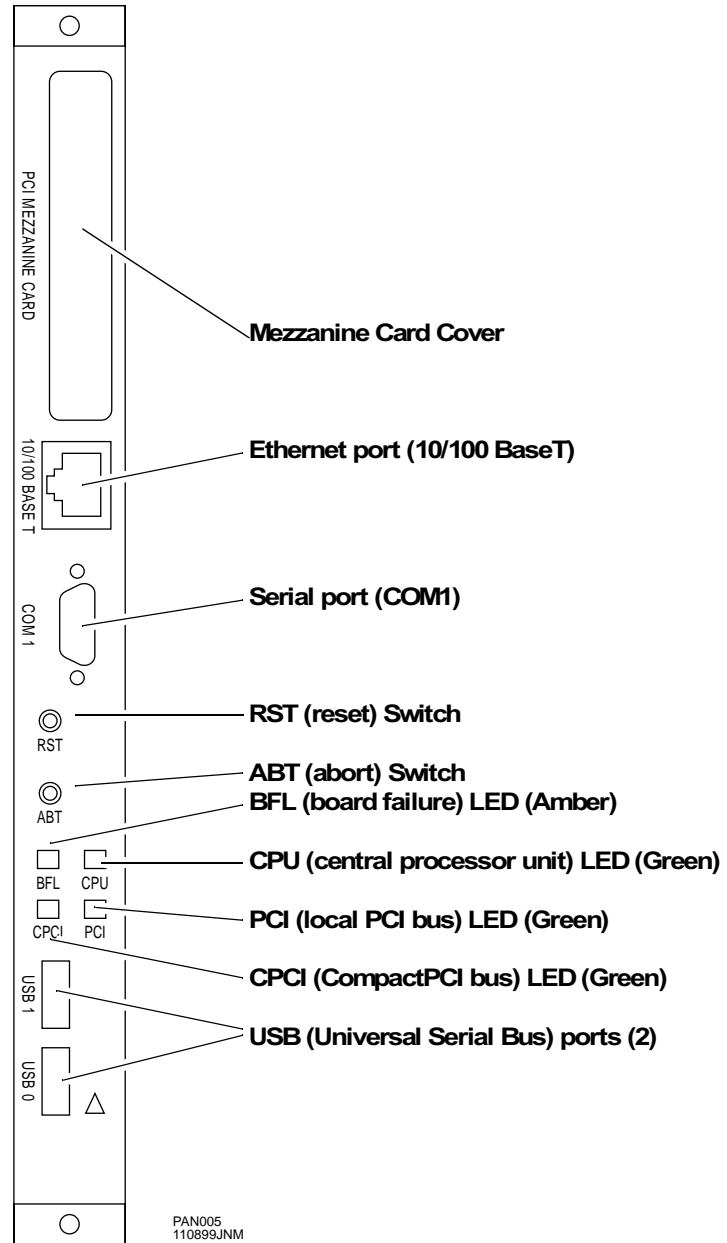 PCI MEZZANINE CARD
Mezzanine Card Cover
10/100 BASE T
Ethernet port (10/100 BaseT)
COM 1
Serial port (COM1)
RST
RST (reset) Switch
ABT
ABT (abort) Switch
BFL (board failure) LED (Amber)
BFL CPU
CPU (central processor unit) LED (Green)
CPCI PCI
PCI (local PCI bus) LED (Green)
CPCI (CompactPCI bus) LED (Green)
USB 1
USB (Universal Serial Bus) ports (2)
USB 0
PAN005
110899JNM